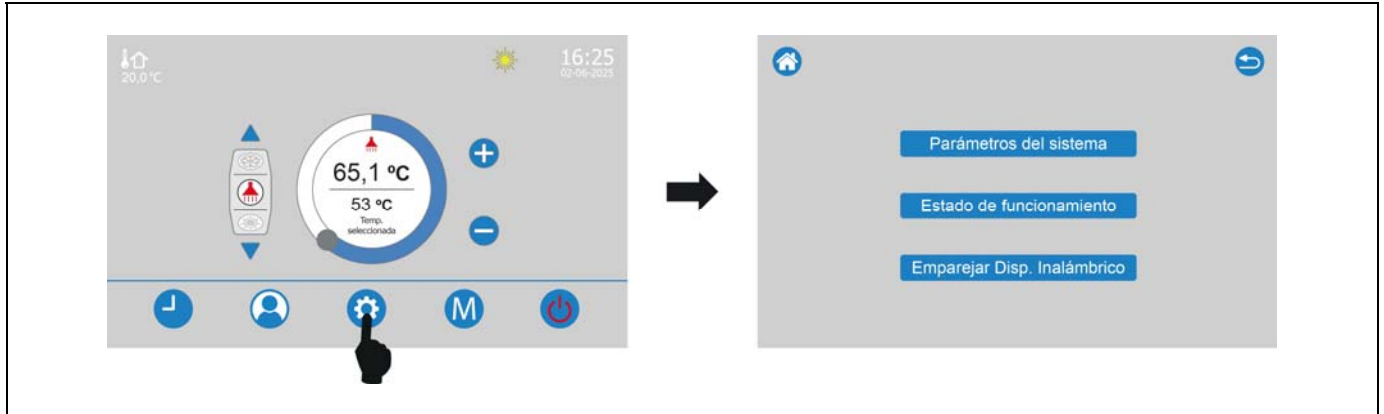 20,0 °C
16:25
02-06-2025
65,1 ºC
53 ºC
Temp.
seleccionada
M
Parámetros del sistema
Estado de funcionamiento
Emparejar Disp. Inalámbrico